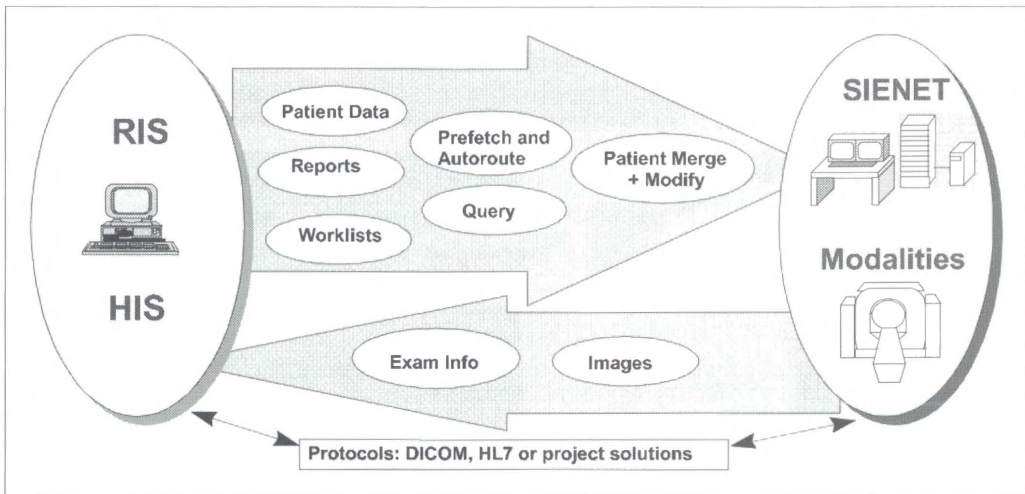 RIS
HIS
Patient Data
Reports
Worklists
Prefetch and
Autoroute
Query
Patient Merge
+ Modify
SIENET
Modalities
Exam Info
Images
Protocols: DICOM, HL7 or project solutions